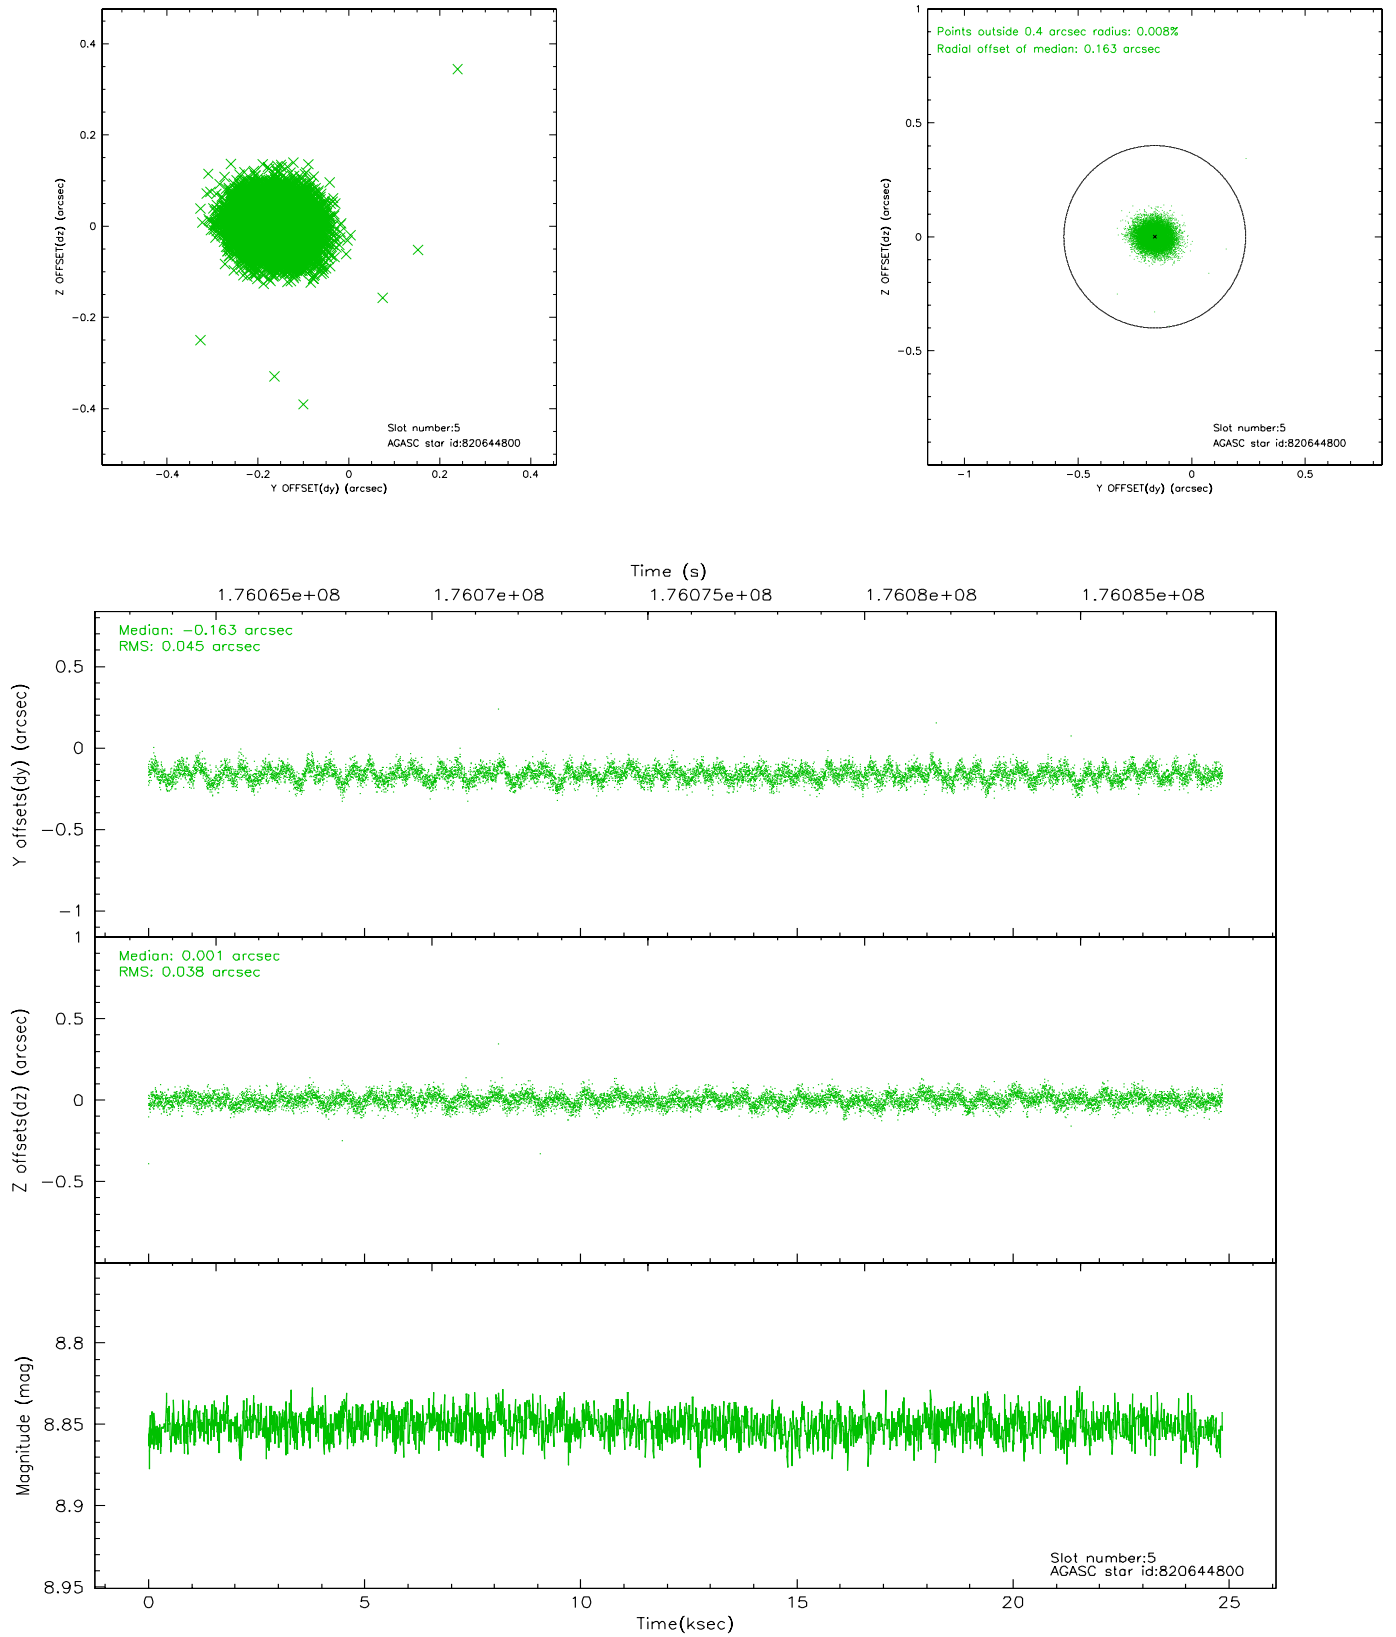 0.4
0.2
0
−0.2
−0.4
Z OFFSET(dz) (arcsec)
Slot number:5
AGASC star id:820644800
−0.4 −0.2 0 0.2 0.4
Y OFFSET(dy) (arcsec)
1
0.5
0
−0.5
Z OFFSET(dz) (arcsec)
Points outside 0.4 arcsec radius: 0.008%
Radial offset of median: 0.163 arcsec
Slot number:5
AGASC star id:820644800
−1 −0.5 0 0.5
Y OFFSET(dy) (arcsec)
Time (s)
1.76065e+08 1.7607e+08 1.76075e+08 1.7608e+08 1.76085e+08
Median: −0.163 arcsec
RMS: 0.045 arcsec
0.5
0
−0.5
−1
Y offsets(dy) (arcsec)
1
Median: 0.001 arcsec
RMS: 0.038 arcsec
0.5
0
−0.5
Z offsets(dz) (arcsec)
8.8
8.85
8.9
8.95
Magnitude (mag)
Slot number:5
AGASC star id:820644800
0 5 10 15 20 25
Time(ksec)